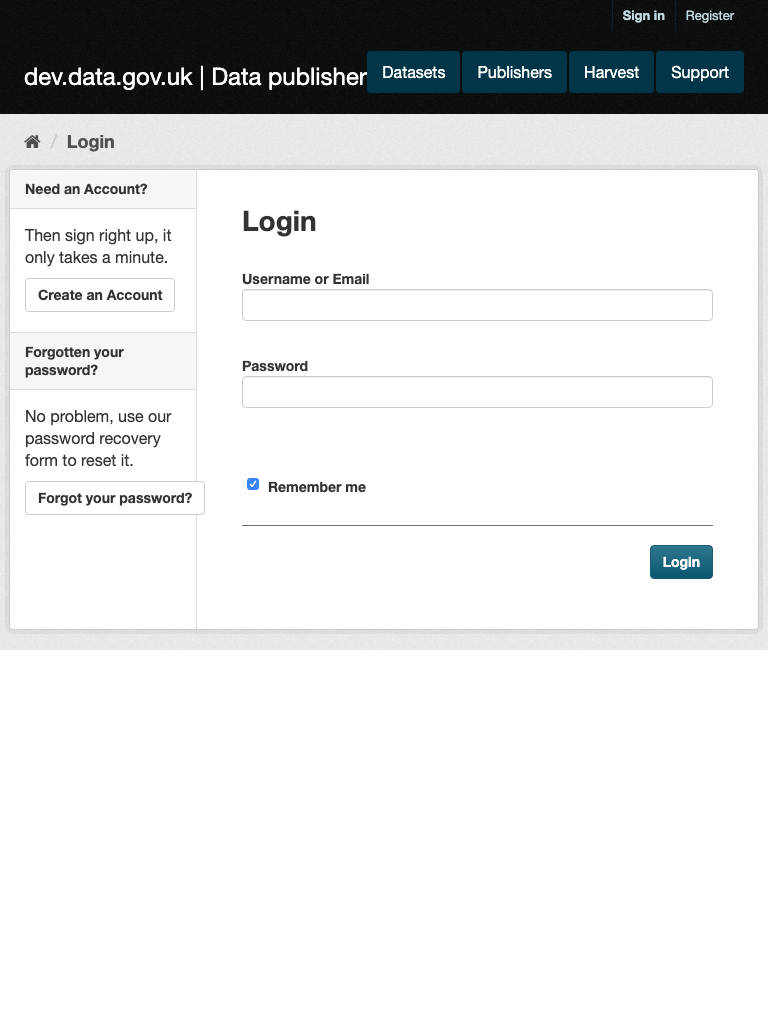 Sign in Register
dev.data.gov.uk | Data publisher Datasets Publishers Harvest Support
/ Login
Need an Account?
Then sign right up, it
only takes a minute.
Create an Account
Forgotten your
password?
No problem, use our
password recovery
form to reset it.
Forgot your password?
Login
Username or Email
Password
Remember me
Login